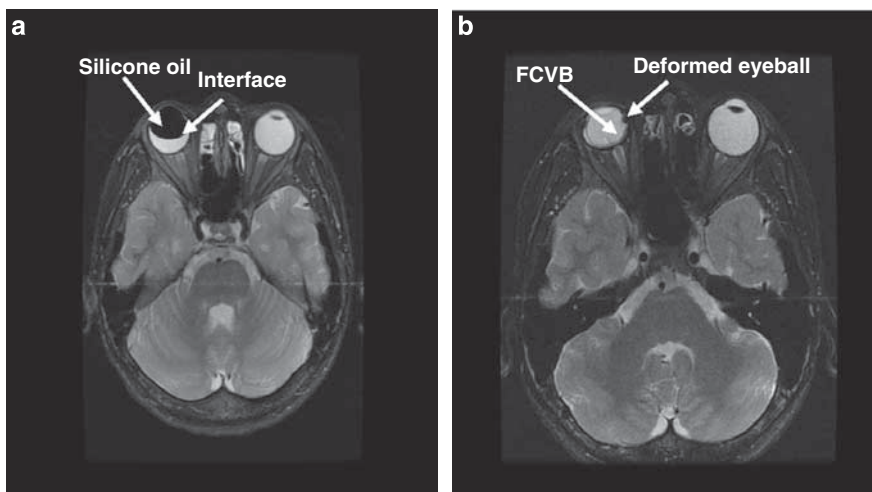 a
Silicone oil
Interface
b
FCVB
Deformed eyeball